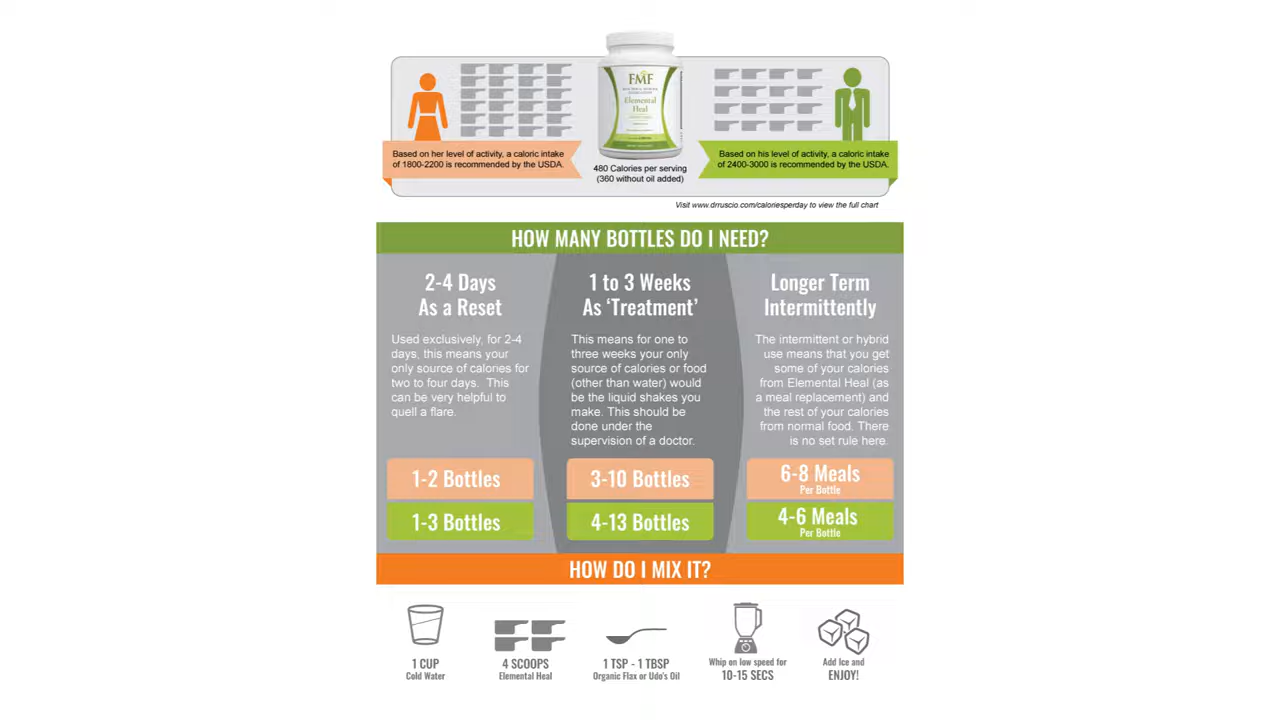 FMF
Elemental
Heal
Based on her level of activity, a caloric intake
of 1800-2200 is recommended by the USDA.
480 Calories per serving
(360 without oil added)
Based on his level of activity, a caloric intake
of 2400-3000 is recommended by the USDA.
Visit www.drruscio.com/caloriesperday to view the full chart
HOW MANY BOTTLES DO I NEED?
2-4 Days
As a Reset
Used exclusively, for 2-4
days, this means your
only source of calories for
two to four days. This
can be very helpful to
quell a flare.
1-2 Bottles
1-3 Bottles
1 to 3 Weeks
As ‘Treatment’
This means for one to
three weeks your only
source of calories or food
(other than water) would
be the liquid shakes you
make. This should be
done under the
supervision of a doctor.
3-10 Bottles
4-13 Bottles
Longer Term
Intermittently
The intermittent or hybrid
use means that you get
some of your calories
from Elemental Heal (as
a meal replacement) and
the rest of your calories
from normal food. There
is no set rule here.
6-8 Meals
Per Bottle
4-6 Meals
Per Bottle
HOW DO I MIX IT?
1 CUP
Cold Water
4 SCOOPS
Elemental Heal
1 TSP - 1 TBSP
Organic Flax or Udo's Oil
Whip on low speed for
10-15 SECS
Add Ice and
ENJOY!